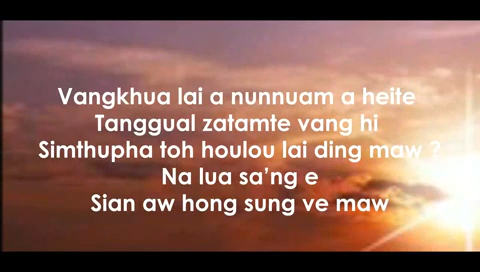 Vangkhua lai a nunnuam a heite
Tanggual zatamte vang hi
Simthupha toh houlou lai ding maw ?
Na lua sa'ng e
Sian aw hong sung ve maw